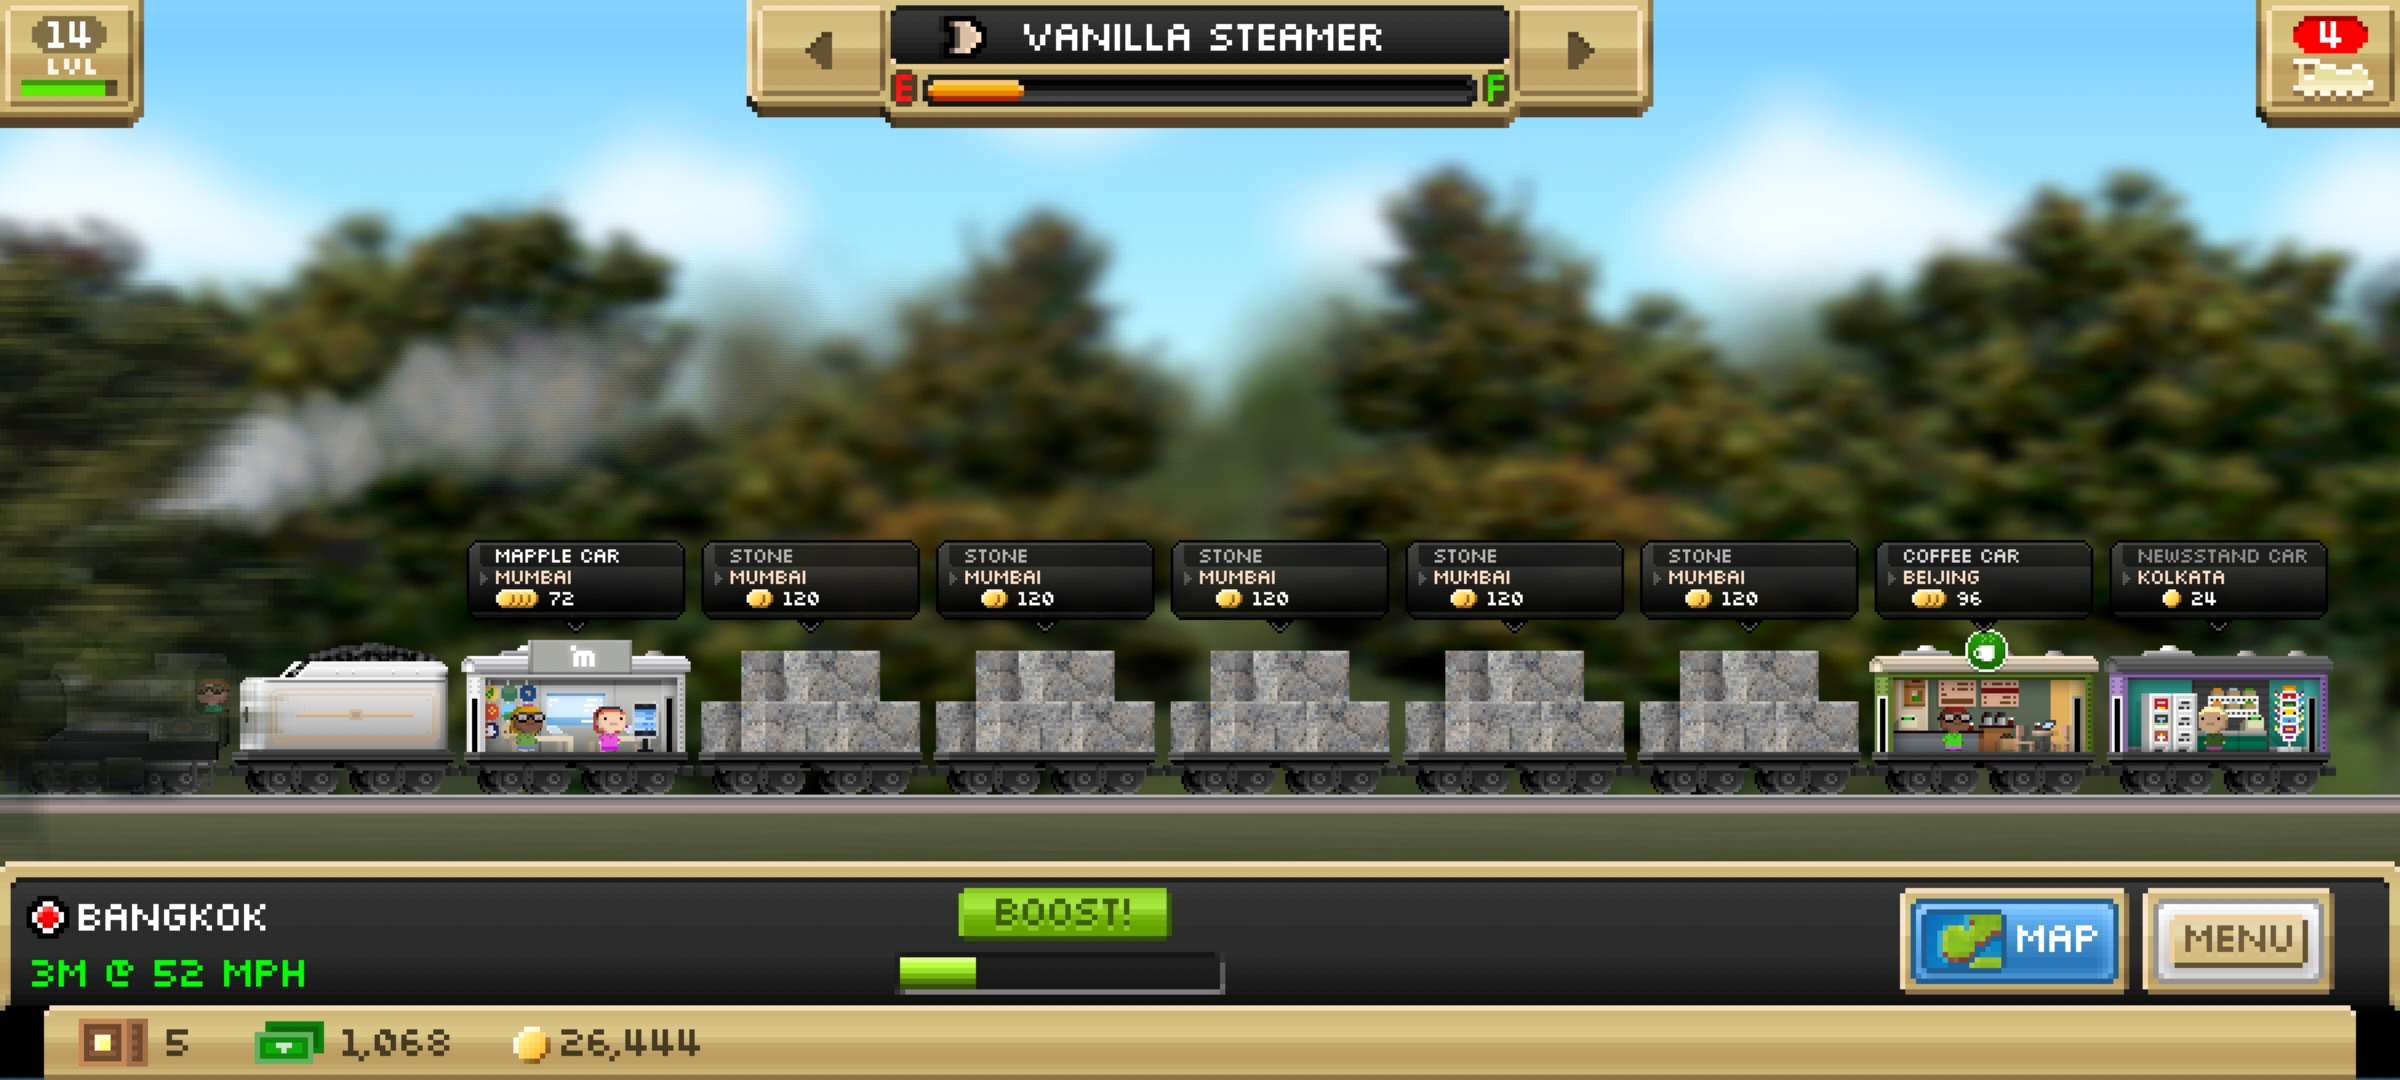 14
LVL
VANILLA STEAMER
E
F
4
MAPPLE CAR
MUMBAI
72
STONE
MUMBAI
120
STONE
MUMBAI
120
STONE
MUMBAI
120
STONE
MUMBAI
120
STONE
MUMBAI
120
COFFEE CAR
BEIJING
96
NEWSSTAND CAR
KOLKATA
24
m
BANGKOK
3M @ 52 MPH
BOOST!
MAP
MENU
5
1,068
26,444